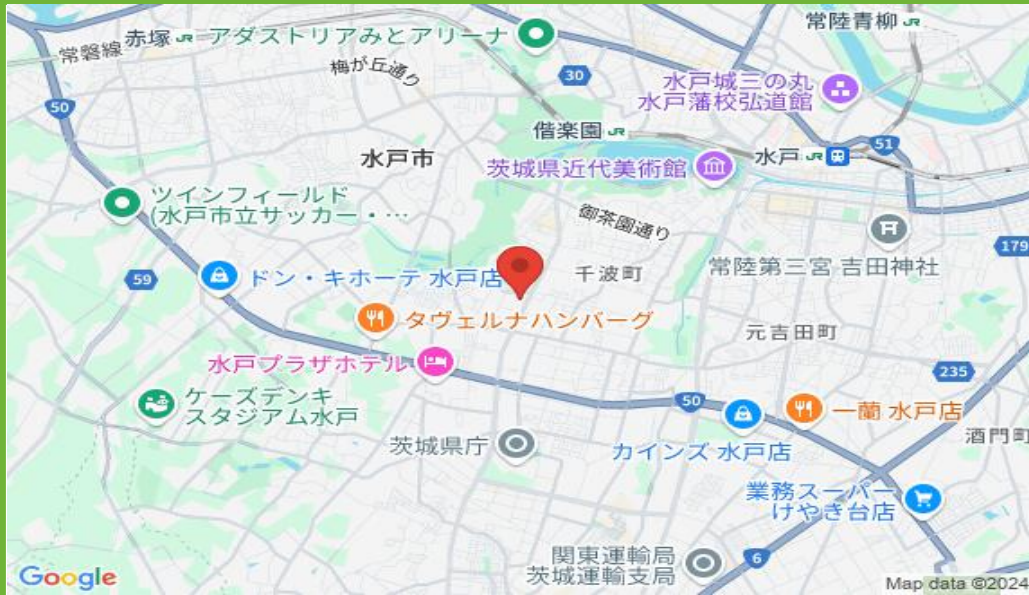 常陸青柳 JR
常磐線
赤塚 JR
アダストリアみとアリーナ
梅が丘通り
30
水戸城三の丸
水戸藩校弘道館
50
偕楽園 JR
51
水戸市
茨城県近代美術館
水戸 JR
ツインフィールド
(水戸市立サッカー・…
御茶園通り
179
59
ドン・キホーテ 水戸店
千波町
常陸第三宮 吉田神社
タヴェルナハンバーグ
元吉田町
水戸プラザホテル
235
ケーズデンキ
スタジアム水戸
50
一蘭 水戸店
茨城県庁
カインズ 水戸店
酒門町
業務スーパー
けやき台店
関東運輸局
茨城運輸支局
6
Google
Map data ©2024